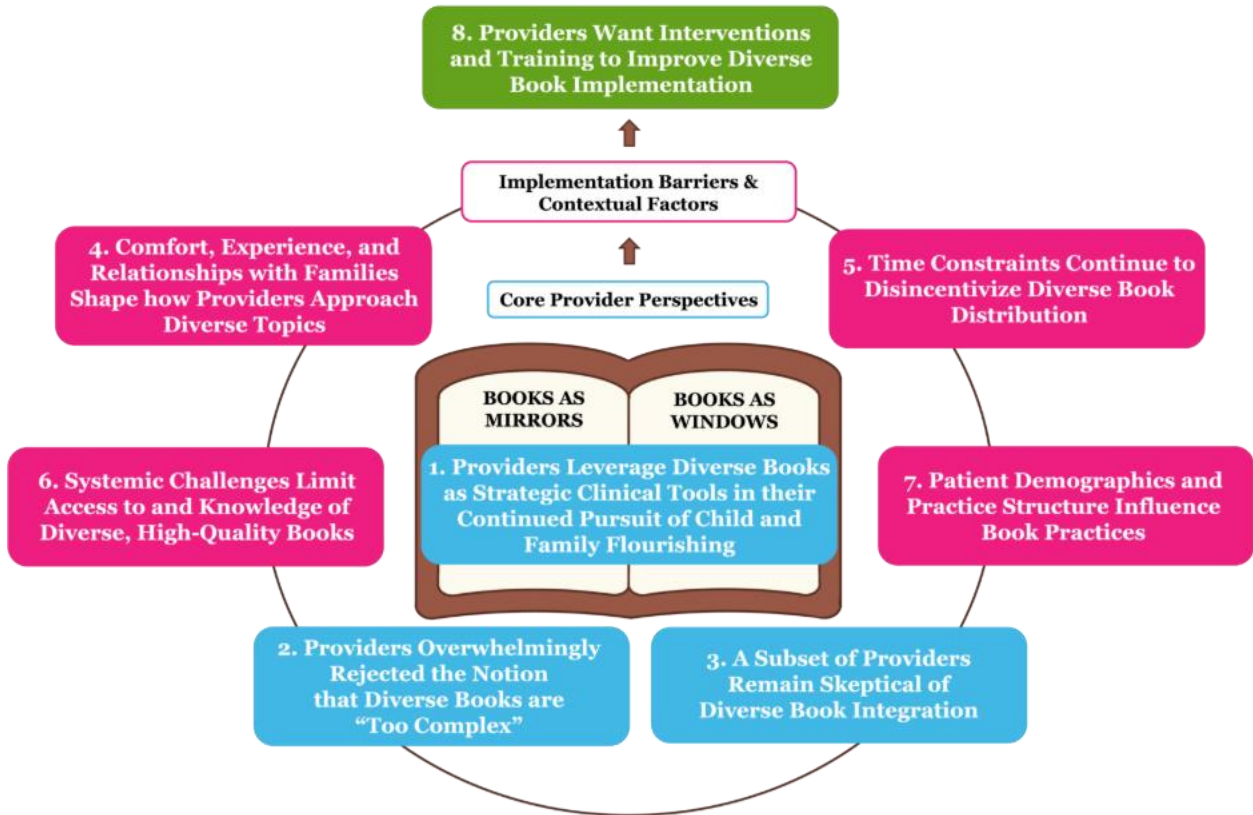 8. Providers Want Interventions
and Training to Improve Diverse
Book Implementation
Implementation Barriers &
Contextual Factors
4. Comfort, Experience, and
Relationships with Families
Shape how Providers Approach
Diverse Topics
5. Time Constraints Continue to
Disincentivize Diverse Book
Distribution
Core Provider Perspectives
BOOKS AS
MIRRORS
BOOKS AS
WINDOWS
1. Providers Leverage Diverse Books
as Strategic Clinical Tools in their
Continued Pursuit of Child and
Family Flourishing
6. Systemic Challenges Limit
Access to and Knowledge of
Diverse, High-Quality Books
7. Patient Demographics and
Practice Structure Influence
Book Practices
2. Providers Overwhelmingly
Rejected the Notion
that Diverse Books are
“Too Complex”
3. A Subset of Providers
Remain Skeptical of
Diverse Book Integration